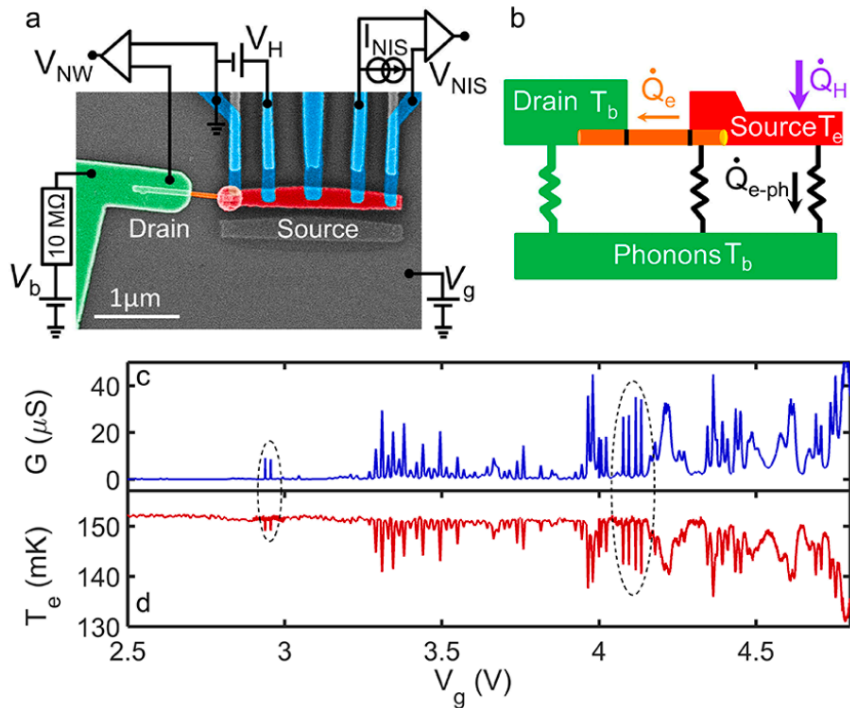 a
V_NW
V_H
I_NIS
V_NIS
Drain
Source
10 MΩ
V_b
1μm
V_g
b
Drain T_b
Q̇_e
Q̇_H
Source T_e
Q̇_e-ph
Phonons T_b
c
G (μS)
40
20
0
d
T_e (mK)
150
140
130
2.5 3 3.5 4 4.5
V_g (V)